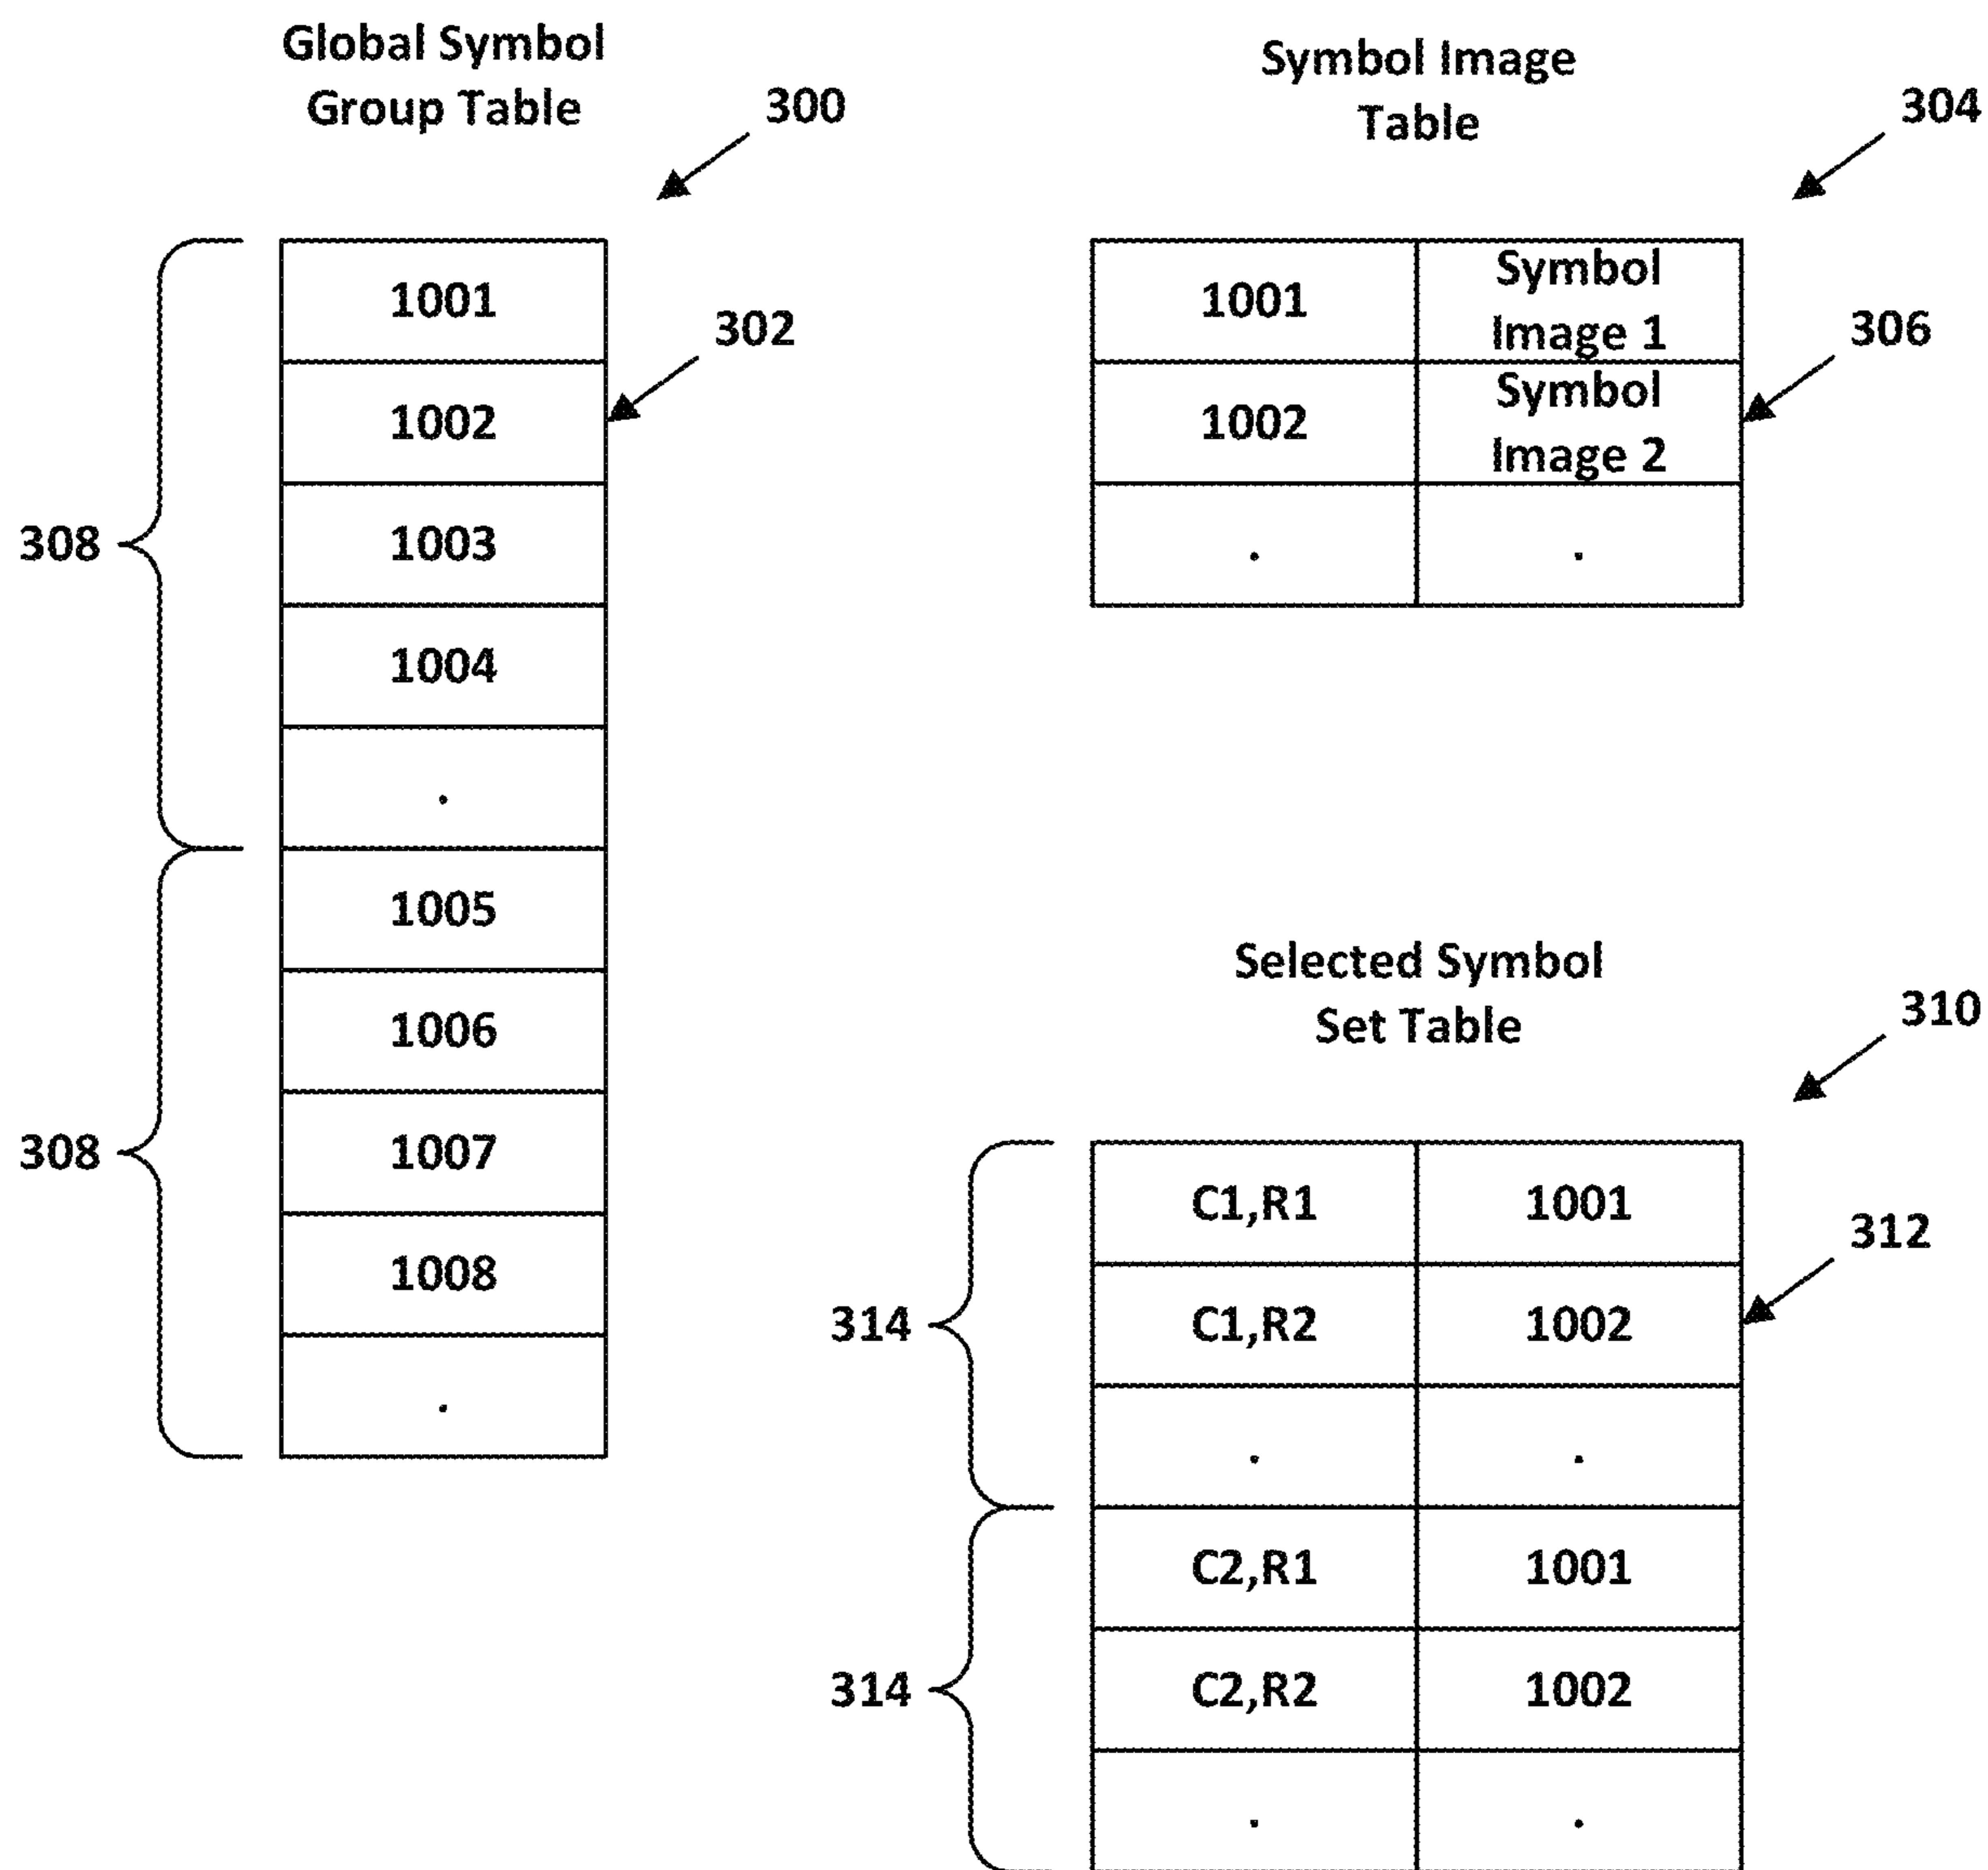 Global Symbol
Group Table
300
1001
302
1002
308
1003
1004
.
1005
1006
308
1007
1008
.
Symbol Image
Table
304
1001 Symbol Image 1
306
1002 Symbol Image 2
. .
Selected Symbol
Set Table
310
C1,R1 1001
312
314
C1,R2 1002
. .
C2,R1 1001
314
C2,R2 1002
. .